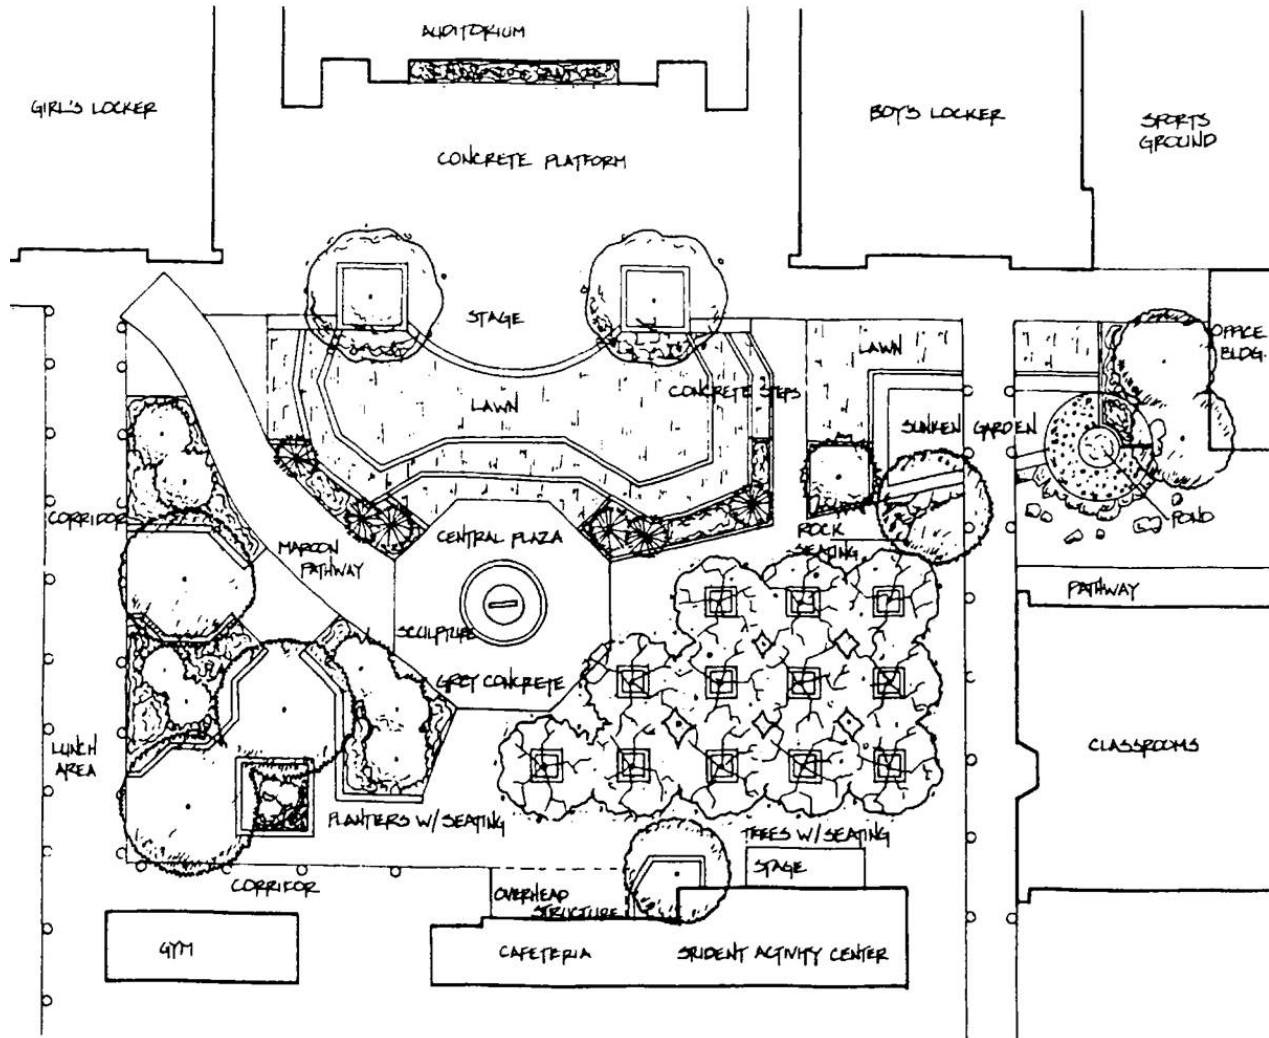 AUDITORIUM
GIRL'S LOCKER
BOY'S LOCKER
SPORTS
GROUND
CONCRETE PLATFORM
STAGE
OFFICE
BLDG.
LAWN
CONCRETE STEPS
LAWN
SUNKEN GARDEN
CORRIDOR
MAROON
PATHWAY
CENTRAL PLAZA
ROCK
SEATING
POND
PATHWAY
SCULPTURE
GREY CONCRETE
LUNCH
AREA
CLASSROOMS
PLANTERS W/ SEATING
TREES W/ SEATING
STAGE
CORRIFOR
OVERHEAD
STRUCTURE
GYM
CAFETERIA
SRIDENT ACTIVITY CENTER